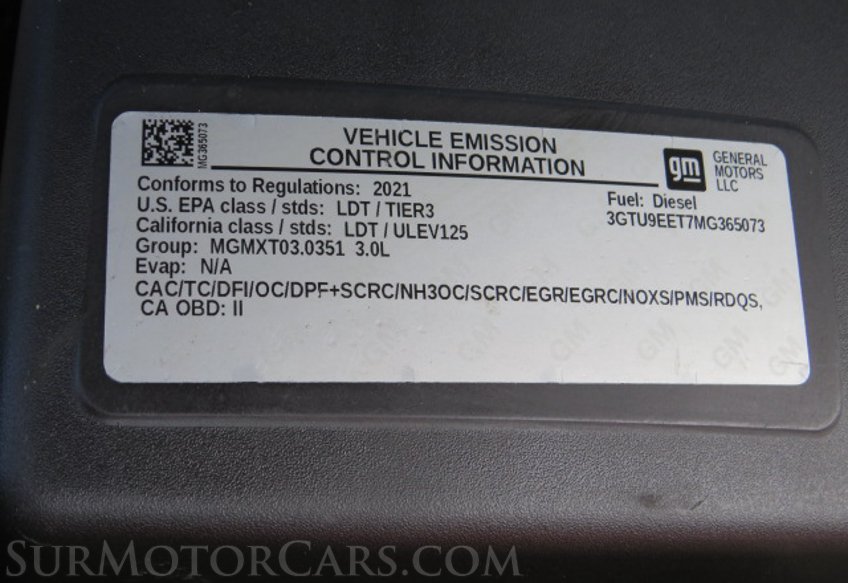 MG365073
VEHICLE EMISSION
CONTROL INFORMATION
gm
GENERAL
MOTORS
LLC
Conforms to Regulations: 2021
U.S. EPA class / stds: LDT / TIER3
California class / stds: LDT / ULEV125
Group: MGMXT03.0351 3.0L
Evap: N/A
Fuel: Diesel
3GTU9EET7MG365073
CAC/TC/DFI/OC/DPF+SCRC/NH3OC/SCRC/EGR/EGRC/NOXS/PMS/RDQS,
CA OBD: II
SURMOTORCARS.COM